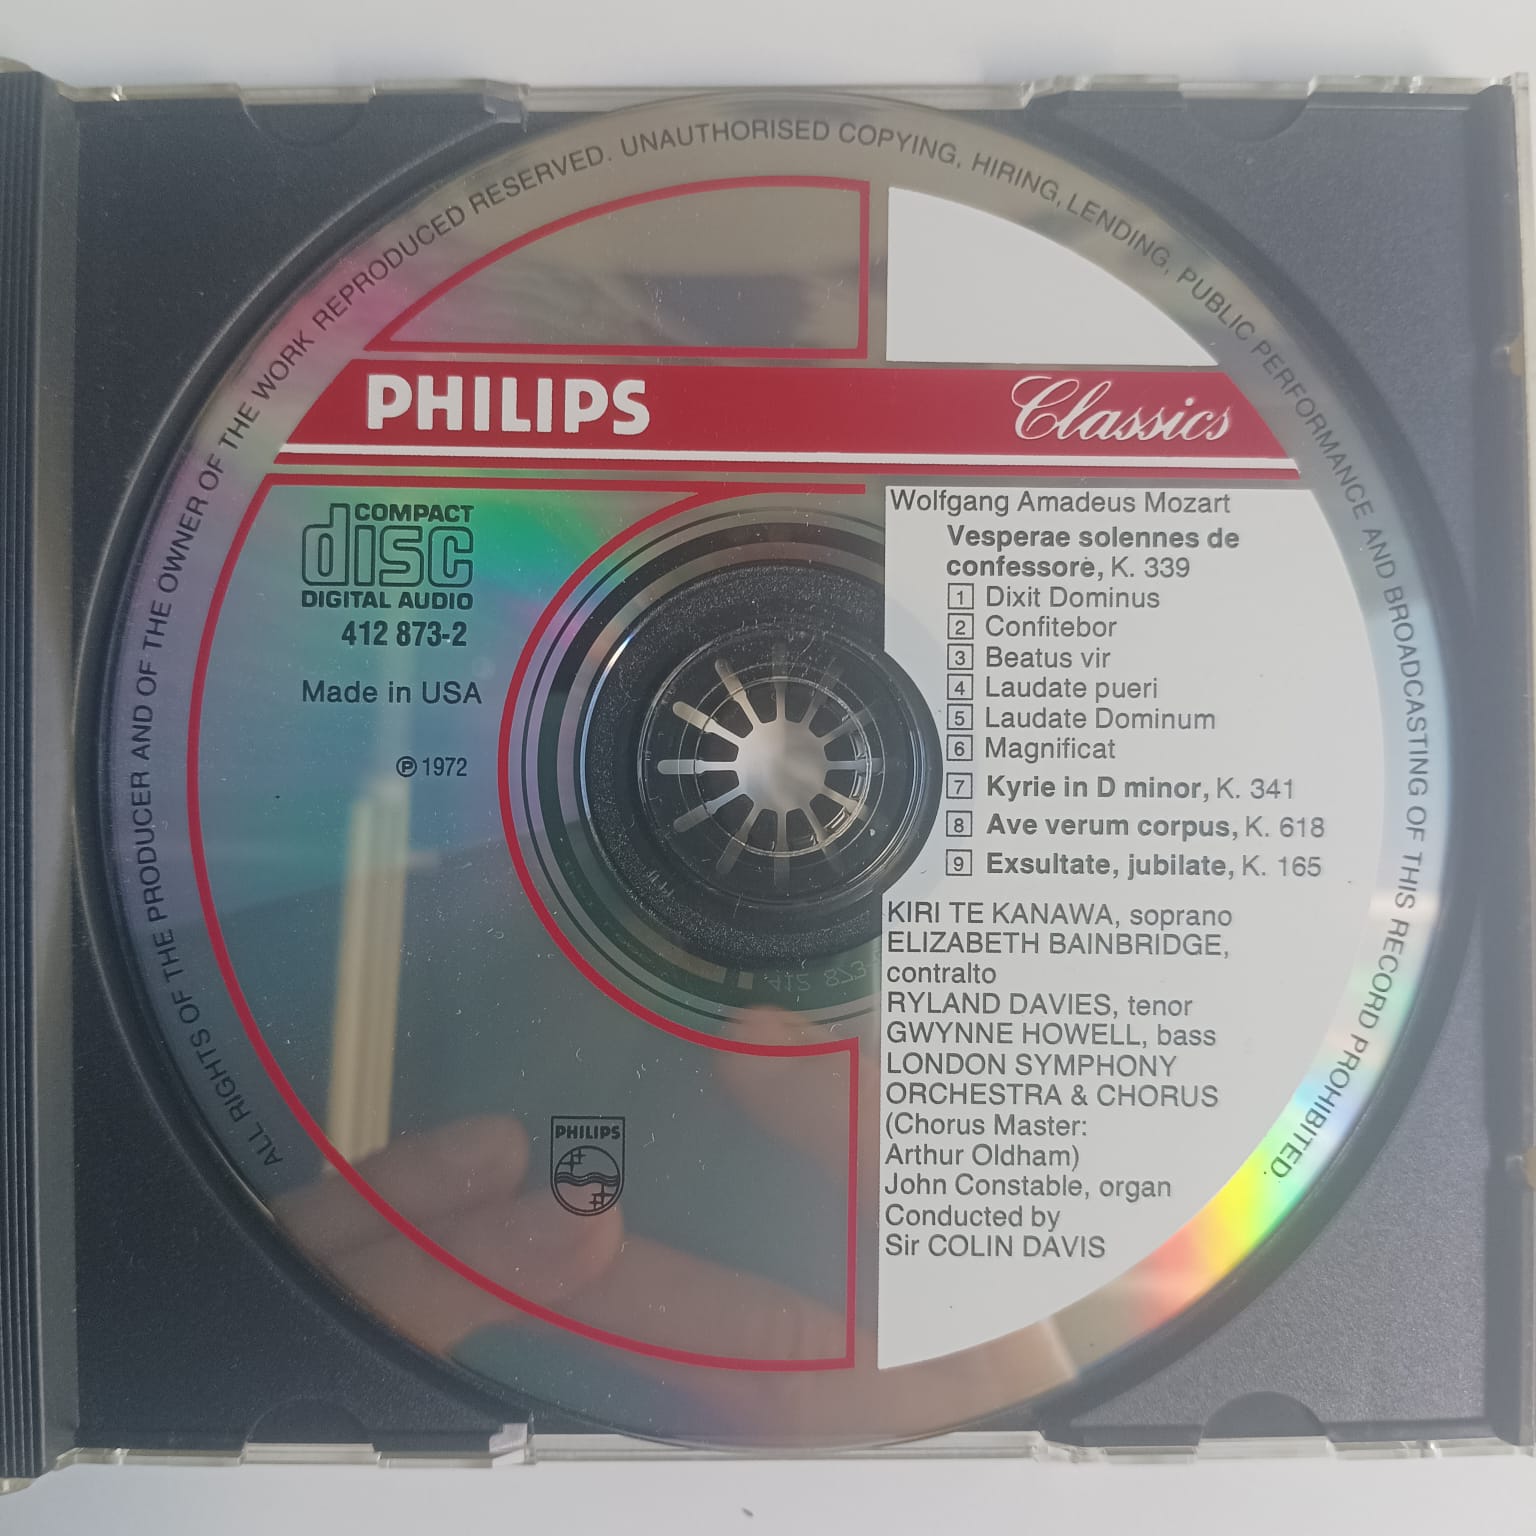 ALL RIGHTS OF THE PRODUCER AND OF THE OWNER OF THE WORK REPRODUCED RESERVED. UNAUTHORISED COPYING, HIRING, LENDING, PUBLIC PERFORMANCE AND BROADCASTING OF THIS RECORD PROHIBITED.
PHILIPS Classics
COMPACT
disc
DIGITAL AUDIO
412 873-2
Made in USA
℗ 1972
PHILIPS
Wolfgang Amadeus Mozart
Vesperae solennes de
confessore, K. 339
1 Dixit Dominus
2 Confitebor
3 Beatus vir
4 Laudate pueri
5 Laudate Dominum
6 Magnificat
7 Kyrie in D minor, K. 341
8 Ave verum corpus, K. 618
9 Exsultate, jubilate, K. 165
KIRI TE KANAWA, soprano
ELIZABETH BAINBRIDGE,
contralto
RYLAND DAVIES, tenor
GWYNNE HOWELL, bass
LONDON SYMPHONY
ORCHESTRA & CHORUS
(Chorus Master:
Arthur Oldham)
John Constable, organ
Conducted by
Sir COLIN DAVIS